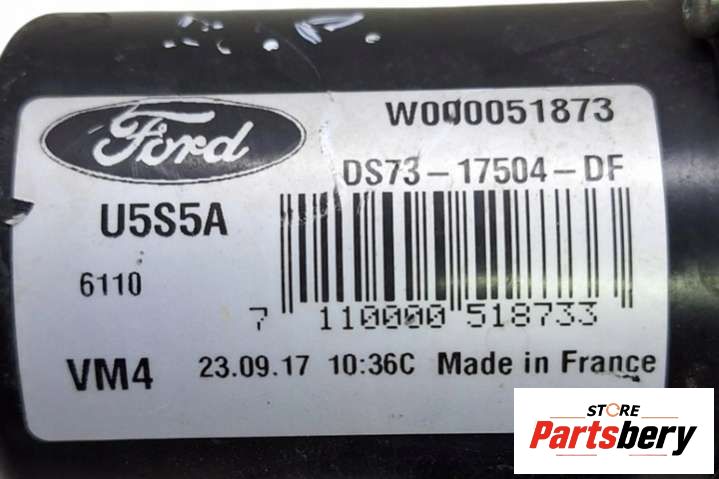 Ford
W000051873
DS73-17504-DF
U5S5A
6110
7 110000 518733
VM4 23.09.17 10:36C Made in France
STORE
Partsbery